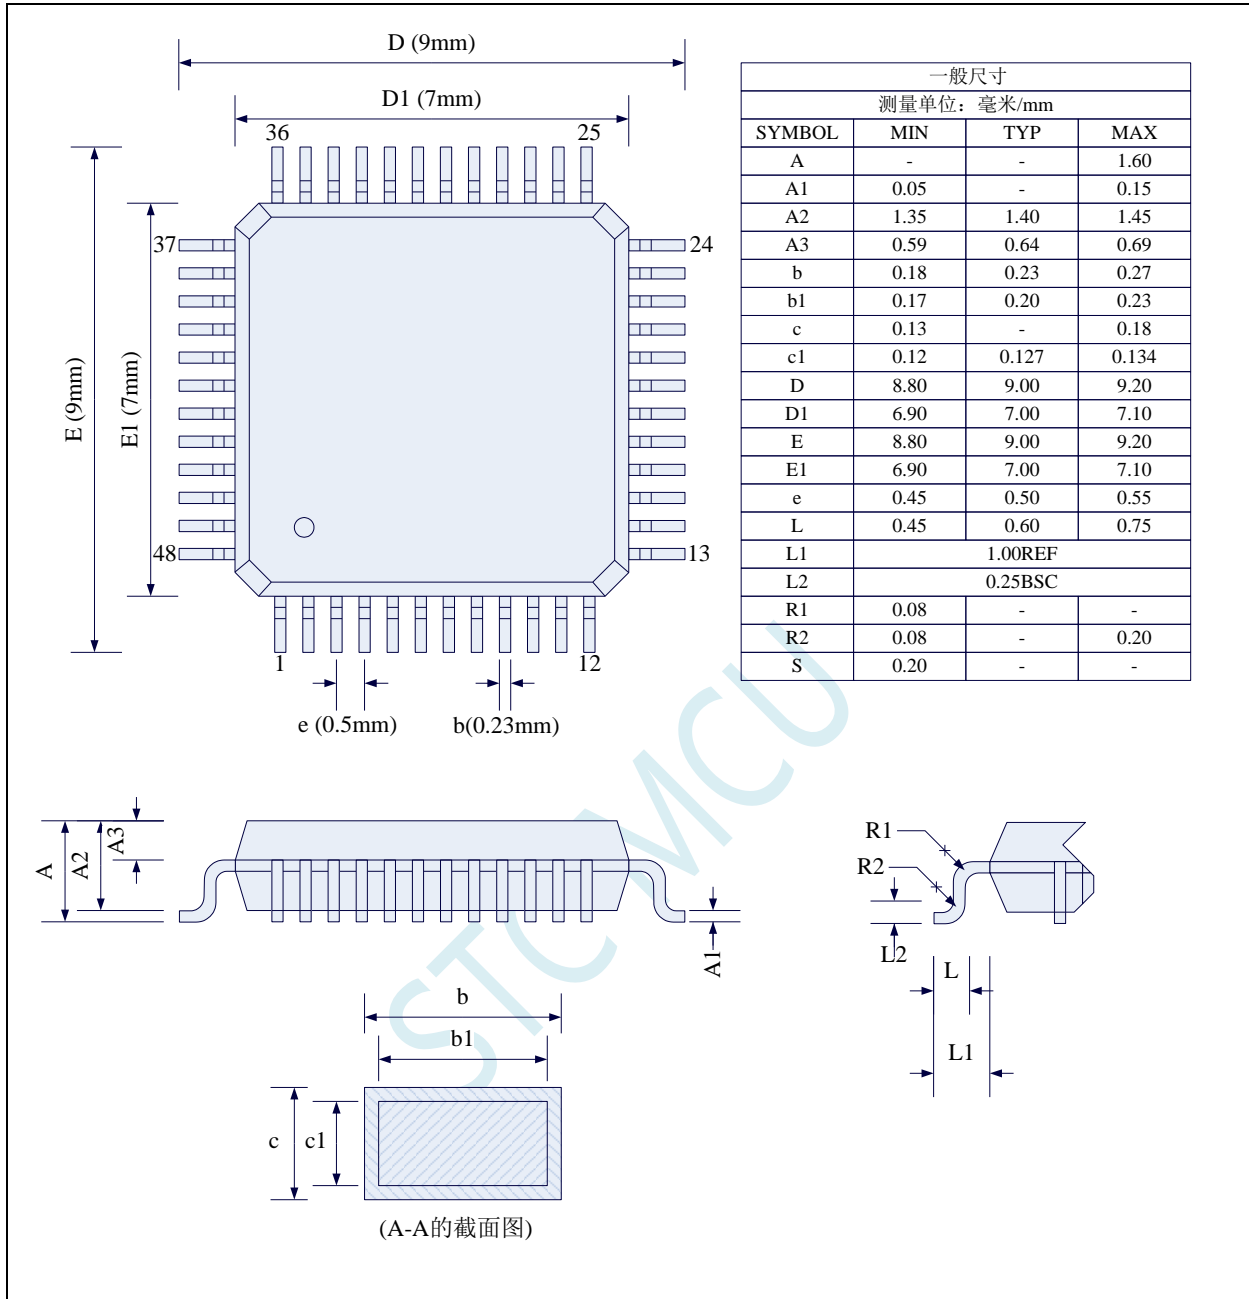 D (9mm)
D1 (7mm)
36
25
37
24
E (9mm)
E1 (7mm)
48
13
1
12
e (0.5mm)
b(0.23mm)
一般尺寸
测量单位：毫米/mm
SYMBOL MIN TYP MAX
A - - 1.60
A1 0.05 - 0.15
A2 1.35 1.40 1.45
A3 0.59 0.64 0.69
b 0.18 0.23 0.27
b1 0.17 0.20 0.23
c 0.13 - 0.18
c1 0.12 0.127 0.134
D 8.80 9.00 9.20
D1 6.90 7.00 7.10
E 8.80 9.00 9.20
E1 6.90 7.00 7.10
e 0.45 0.50 0.55
L 0.45 0.60 0.75
L1 1.00REF
L2 0.25BSC
R1 0.08 - -
R2 0.08 - 0.20
S 0.20 - -
STC MCU
A
A2
A3
A1
R1
R2
L2
L
L1
b
b1
c
c1
(A-A的截面图)